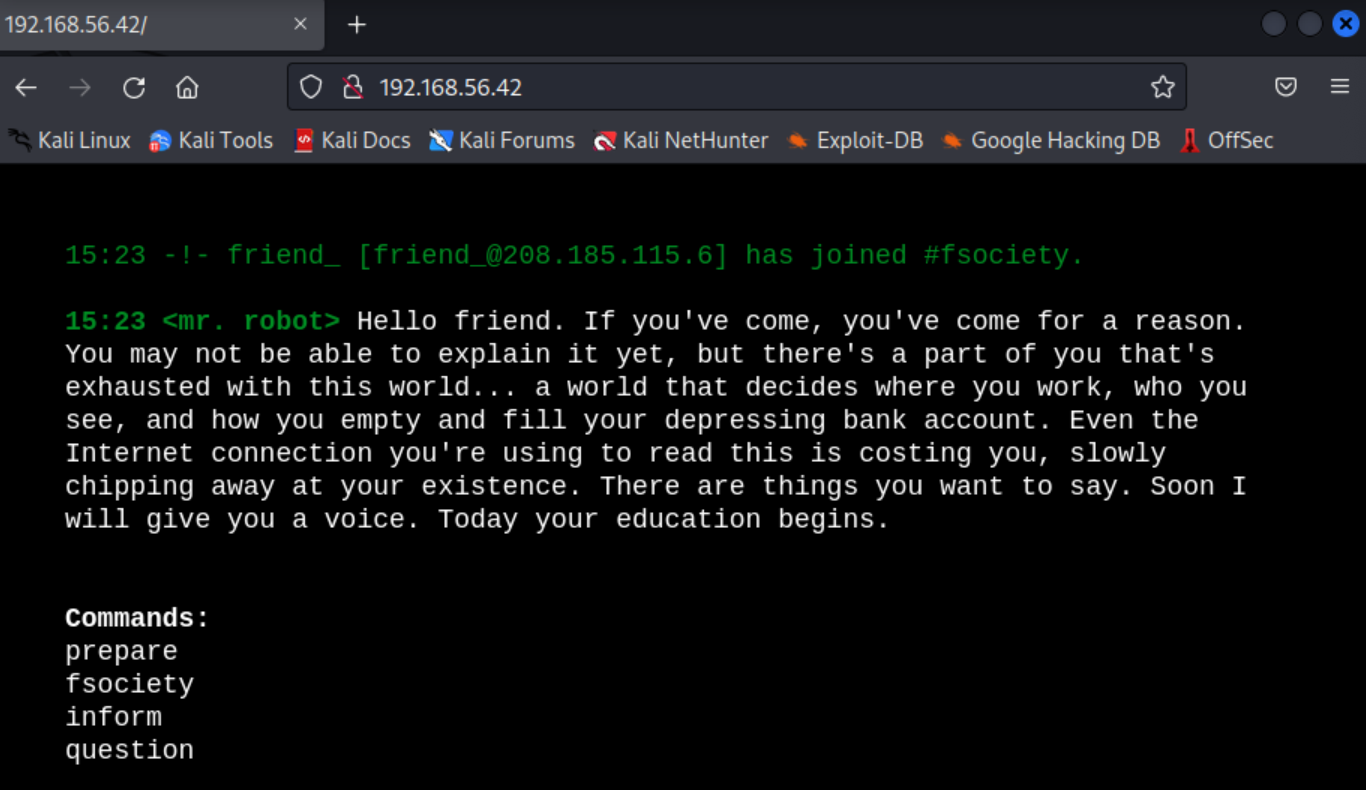 192.168.56.42/
192.168.56.42
Kali Linux Kali Tools Kali Docs Kali Forums Kali NetHunter Exploit-DB Google Hacking DB OffSec
15:23 -!- friend_ [friend_@208.185.115.6] has joined #fsociety.
15:23 <mr. robot> Hello friend. If you've come, you've come for a reason.
You may not be able to explain it yet, but there's a part of you that's
exhausted with this world... a world that decides where you work, who you
see, and how you empty and fill your depressing bank account. Even the
Internet connection you're using to read this is costing you, slowly
chipping away at your existence. There are things you want to say. Soon I
will give you a voice. Today your education begins.
Commands:
prepare
fsociety
inform
question